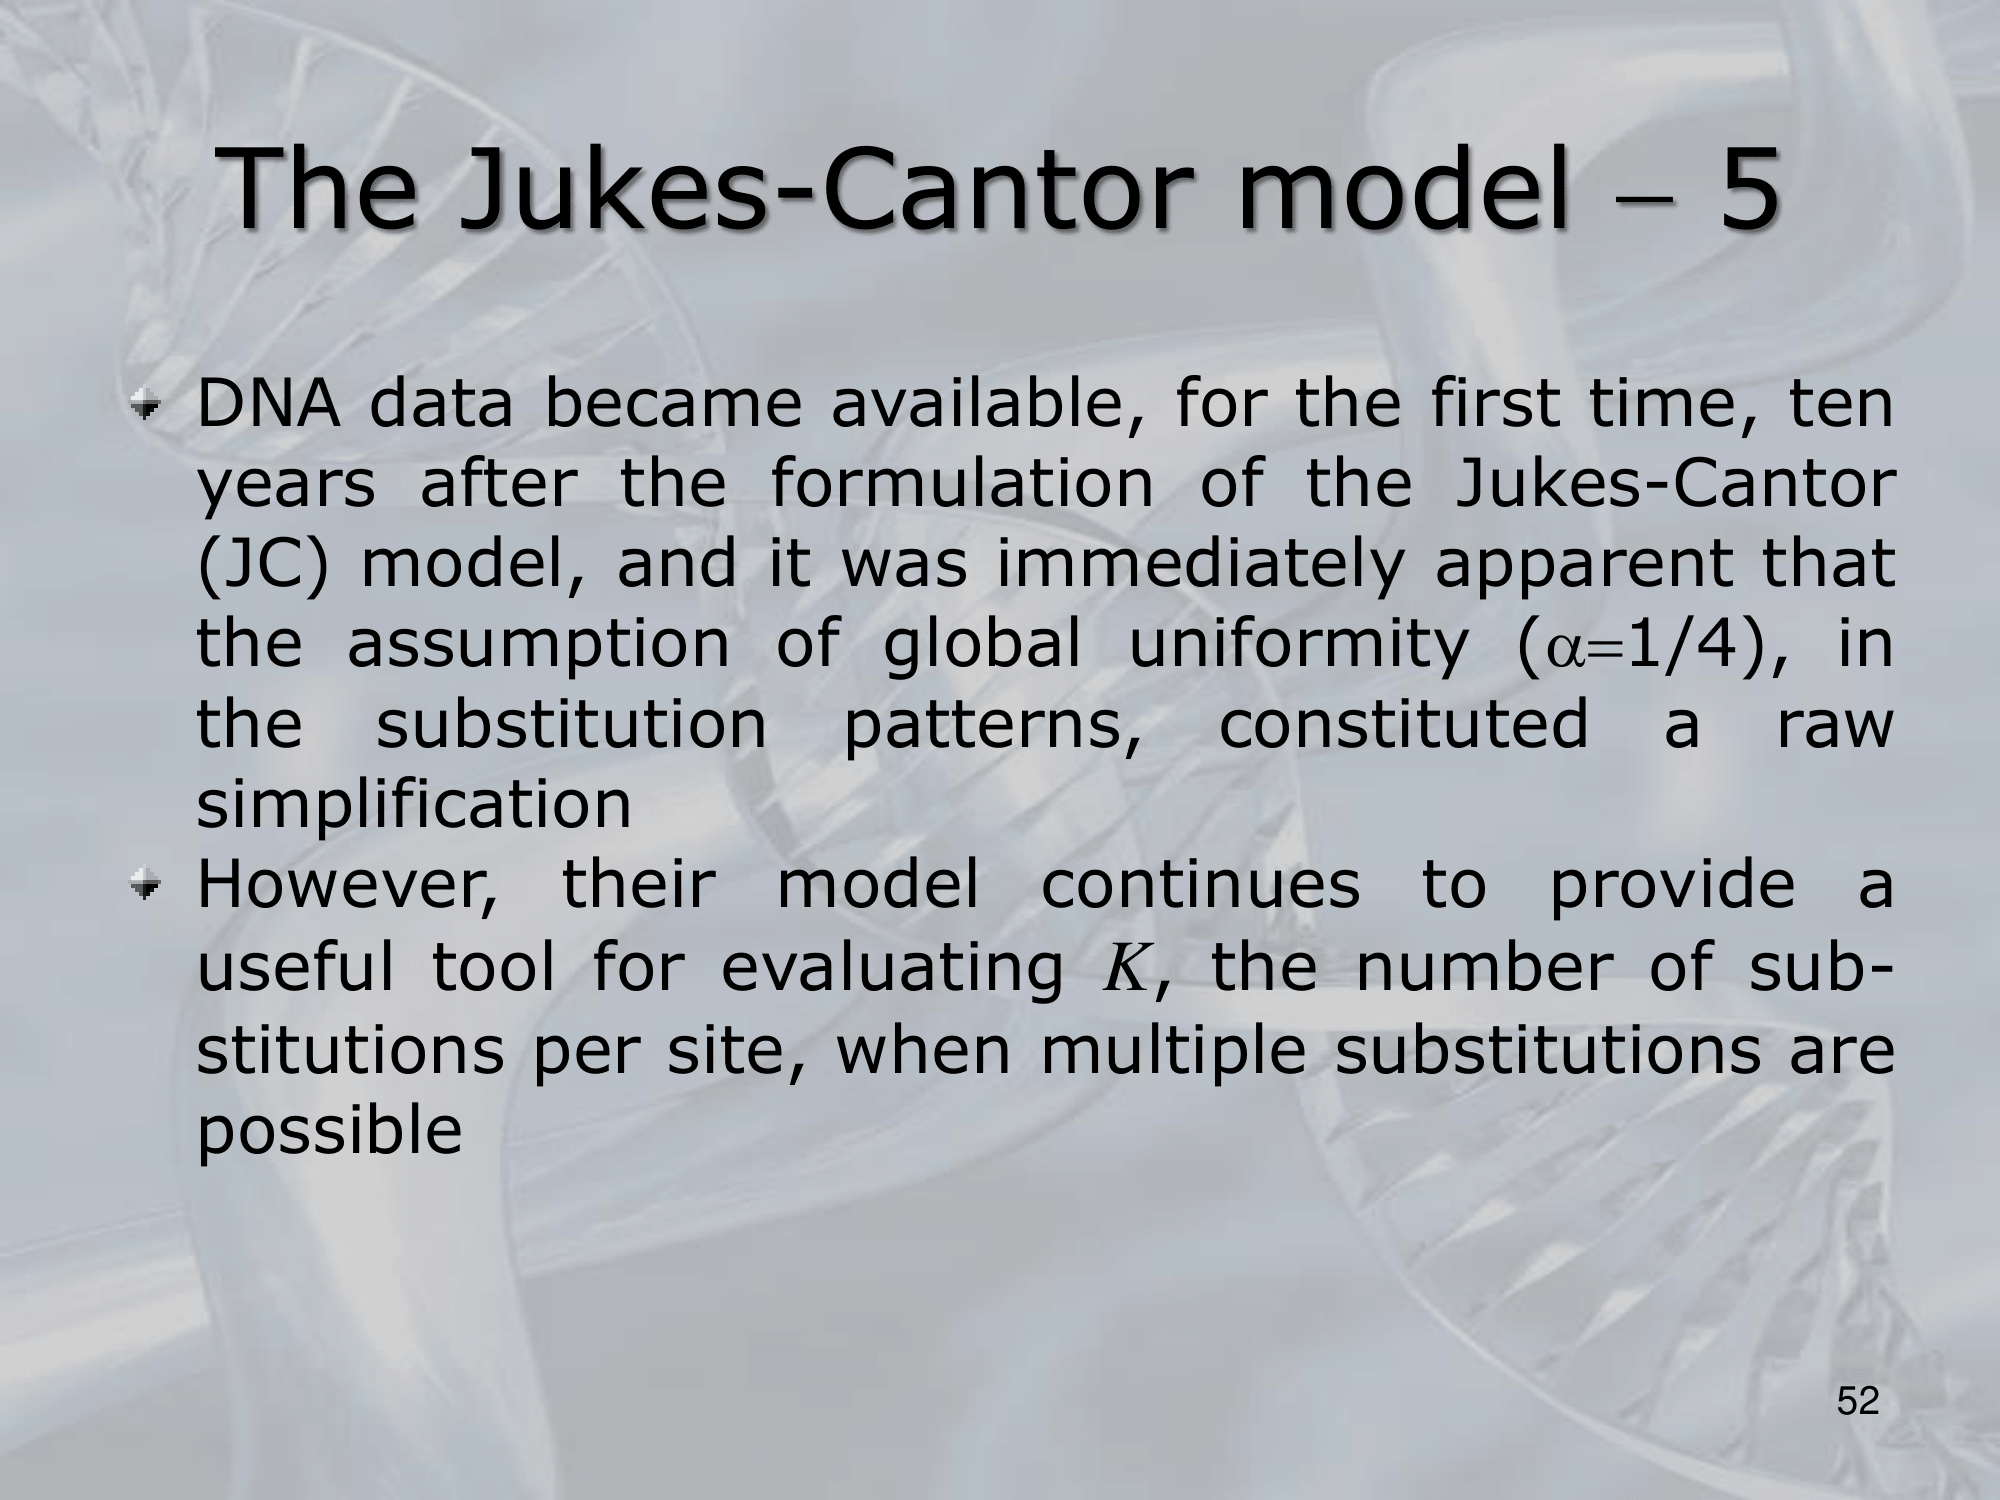 The Jukes-Cantor model – 5
DNA data became available, for the first time, ten
years after the formulation of the Jukes-Cantor
(JC) model, and it was immediately apparent that
the assumption of global uniformity (α=1/4), in
the substitution patterns, constituted a raw
simplification
However, their model continues to provide a
useful tool for evaluating K, the number of sub-
stitutions per site, when multiple substitutions are
possible
52